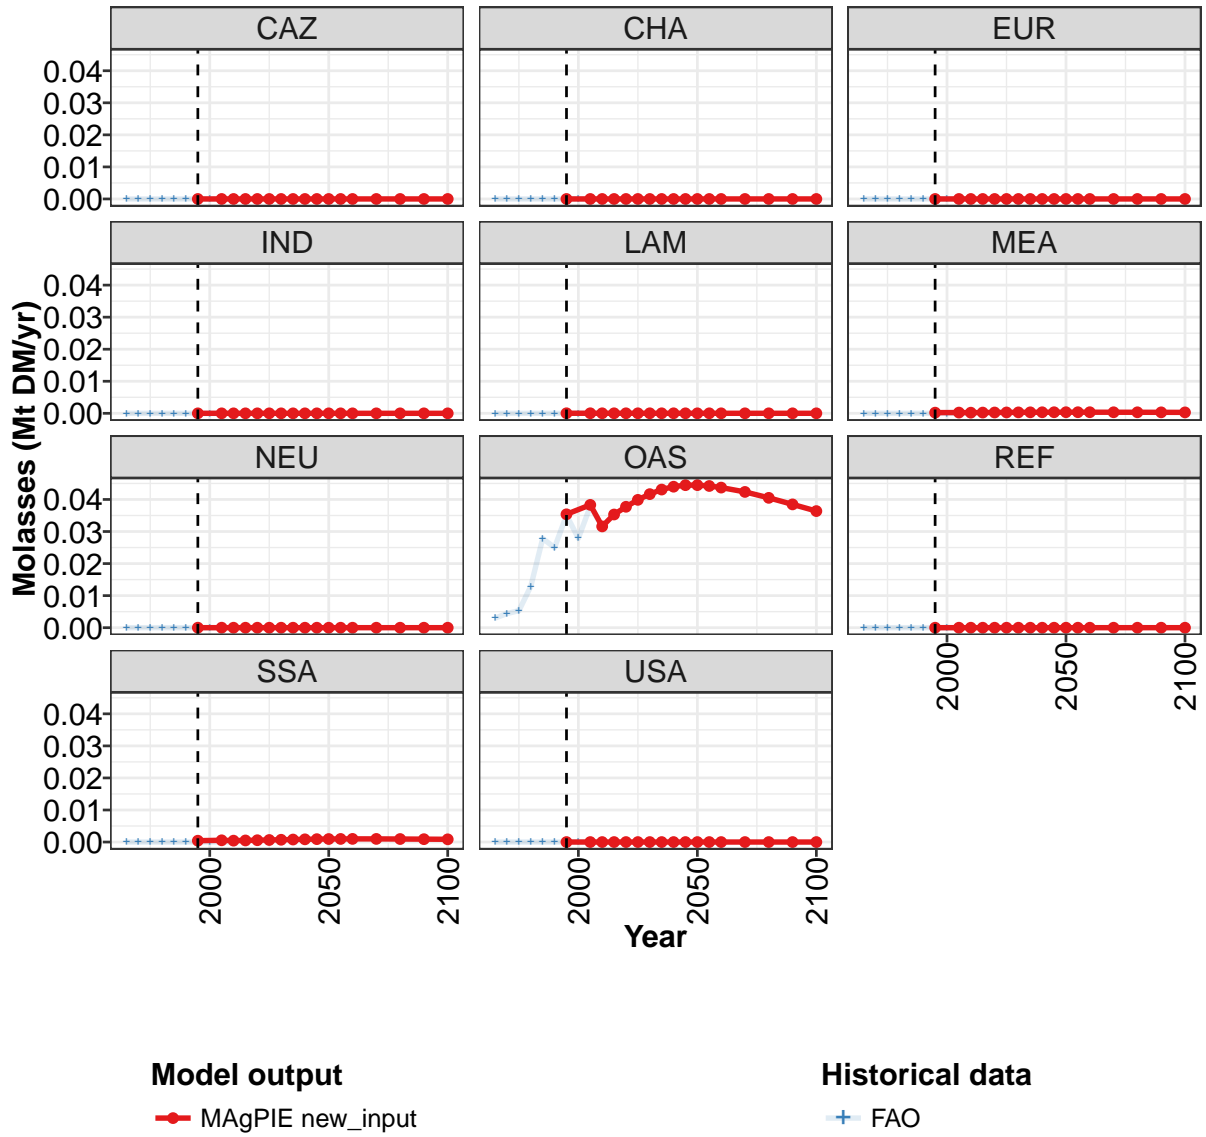 CAZ CHA EUR
0.04
0.03
0.02
0.01
0.00
IND LAM MEA
0.04
0.03
0.02
0.01
0.00
Molasses (Mt DM/yr)
NEU OAS REF
0.04
0.03
0.02
0.01
0.00
2000 2050 2100
SSA USA
0.04
0.03
0.02
0.01
0.00
2000 2050 2100 2000 2050 2100
Year
Model output Historical data
MAgPIE new_input FAO